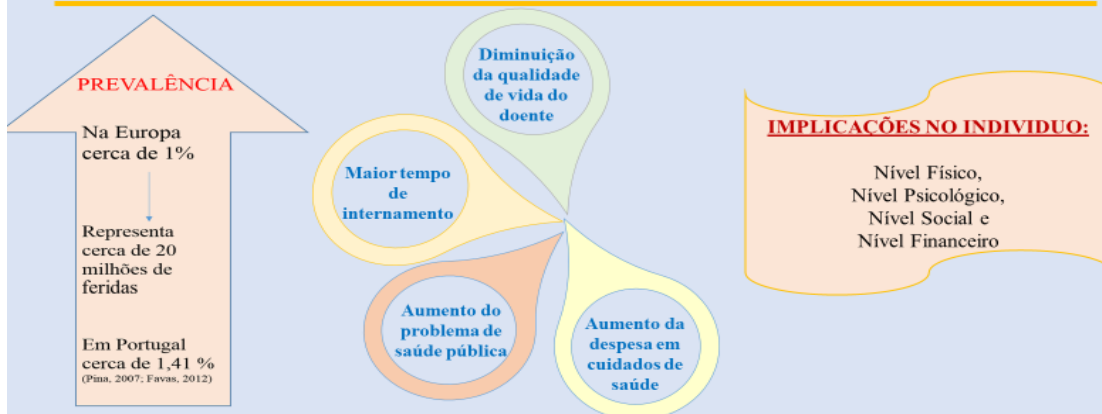 PREVALÊNCIA
Na Europa
cerca de 1%
Representa
cerca de 20
milhões de
feridas
Em Portugal
cerca de 1,41 %
(Pina, 2007; Favas, 2012)
Diminuição
da qualidade
de vida do
doente
Maior tempo
de
internamento
Aumento do
problema de
saúde pública
Aumento da
despesa em
cuidados de
saúde
IMPLICAÇÕES NO INDIVIDUO:
Nível Físico,
Nível Psicológico,
Nível Social e
Nível Financeiro